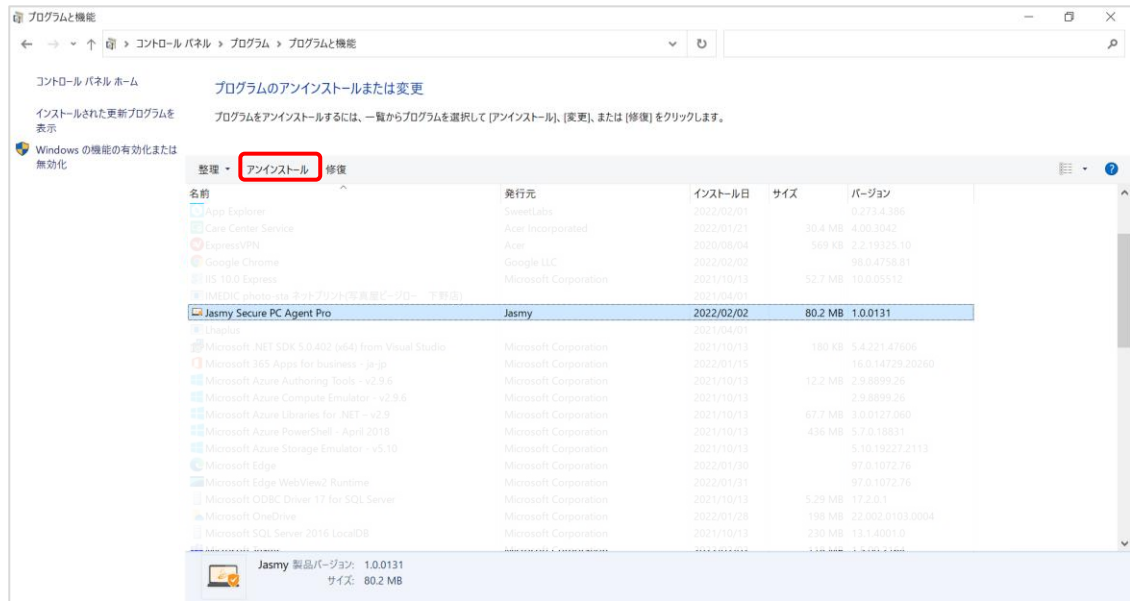 プログラムと機能
コントロール パネル › プログラム › プログラムと機能
コントロール パネル ホーム
インストールされた更新プログラムを
表示
Windows の機能の有効化または
無効化
プログラムのアンインストールまたは変更
プログラムをアンインストールするには、一覧からプログラムを選択して [アンインストール]、[変更]、または [修復] をクリックします。
整理 アンインストール 修復
名前 発行元 インストール日 サイズ バージョン
App Explorer SweetLabs 2022/02/01 0.273.4.386
Care Center Service Acer Incorporated 2022/01/21 30.4 MB 4.00.3042
ExpressVPN Acer 2020/08/04 569 KB 2.2.19325.10
Google Chrome Google LLC 2022/02/02 98.0.4758.81
IIS 10.0 Express Microsoft Corporation 2021/10/13 52.7 MB 10.0.05512
IMEDIC photo-sta ネットプリント(写真屋ピージロー 下野店) 2021/04/01
Jasmy Secure PC Agent Pro Jasmy 2022/02/02 80.2 MB 1.0.0131
Lhaplus 2021/04/01
Microsoft .NET SDK 5.0.402 (x64) from Visual Studio Microsoft Corporation 2021/10/13 180 KB 5.4.221.47606
Microsoft 365 Apps for business - ja-jp Microsoft Corporation 2022/01/15 16.0.14729.20260
Microsoft Azure Authoring Tools - v2.9.6 Microsoft Corporation 2021/10/13 12.2 MB 2.9.8899.26
Microsoft Azure Compute Emulator - v2.9.6 Microsoft Corporation 2021/10/13 2.9.8899.26
Microsoft Azure Libraries for .NET – v2.9 Microsoft Corporation 2021/10/13 67.7 MB 3.0.0127.060
Microsoft Azure PowerShell - April 2018 Microsoft Corporation 2021/10/13 436 MB 5.7.0.18831
Microsoft Azure Storage Emulator - v5.10 Microsoft Corporation 2021/10/13 5.10.19227.2113
Microsoft Edge Microsoft Corporation 2022/01/30 97.0.1072.76
Microsoft Edge WebView2 Runtime Microsoft Corporation 2022/01/31 97.0.1072.76
Microsoft ODBC Driver 17 for SQL Server Microsoft Corporation 2021/10/13 5.29 MB 17.2.0.1
Microsoft OneDrive Microsoft Corporation 2022/01/28 198 MB 22.002.0103.0004
Microsoft SQL Server 2016 LocalDB Microsoft Corporation 2021/10/13 230 MB 13.1.4001.0
Jasmy 製品バージョン: 1.0.0131
サイズ: 80.2 MB